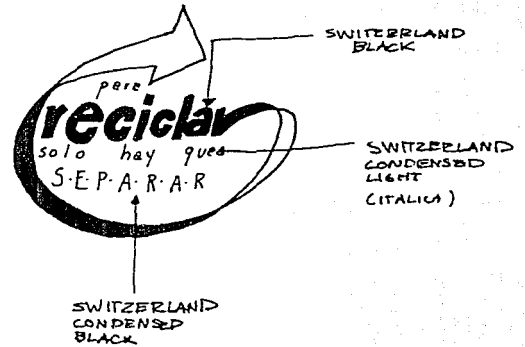 para
reciclar
solo hay que
S·E·P·A·R·A·R
SWITZERLAND
BLACK
SWITZERLAND
CONDENSED
LIGHT
(ITALICA)
SWITZERLAND
CONDENSED
BLACK